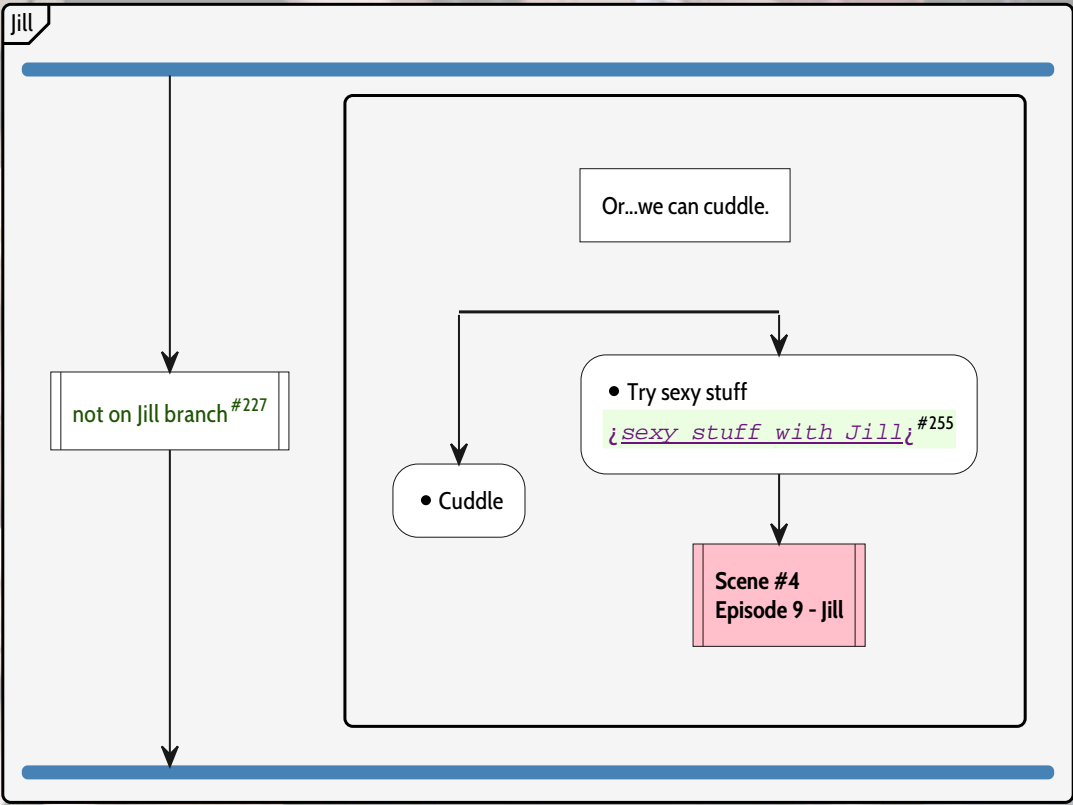 Jill
Or...we can cuddle.
• Try sexy stuff
¿sexy stuff with Jill¿ #255
not on Jill branch #227
• Cuddle
Scene #4
Episode 9 - Jill